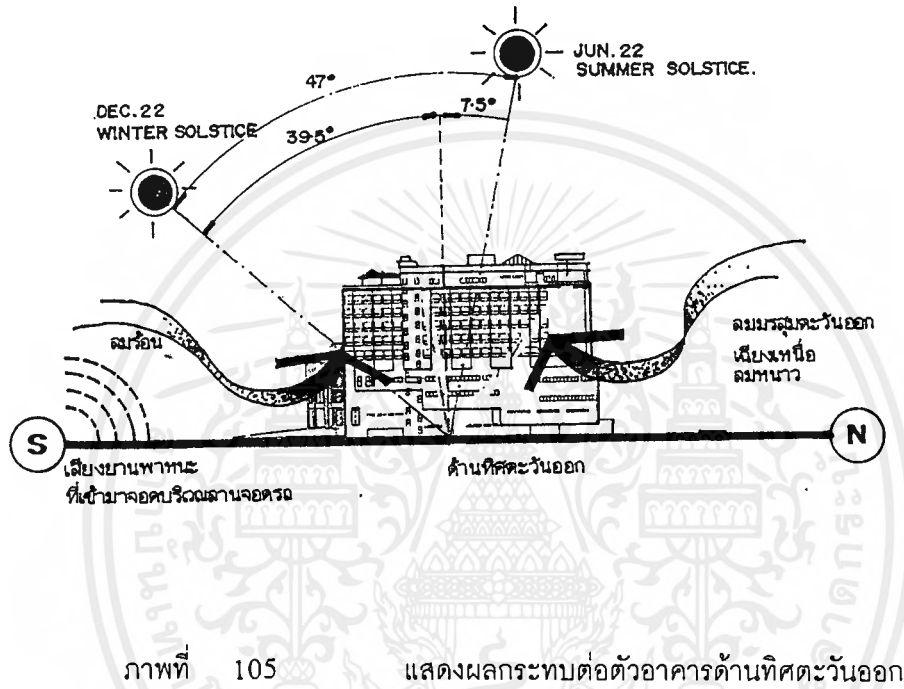 JUN. 22
SUMMER SOLSTICE.
47°
7.5°
DEC. 22
WINTER SOLSTICE
39.5°
ลมร้อน
ลมมรสุมตะวันออก
เฉียงเหนือ
ลมหนาว
S
N
เสียงยานพาหนะ
ที่เข้ามาจอดบริเวณลานจอดรถ
ด้านทิศตะวันออก
ภาพที่ 105 แสดงผลกระทบต่อตัวอาคารด้านทิศตะวันออก